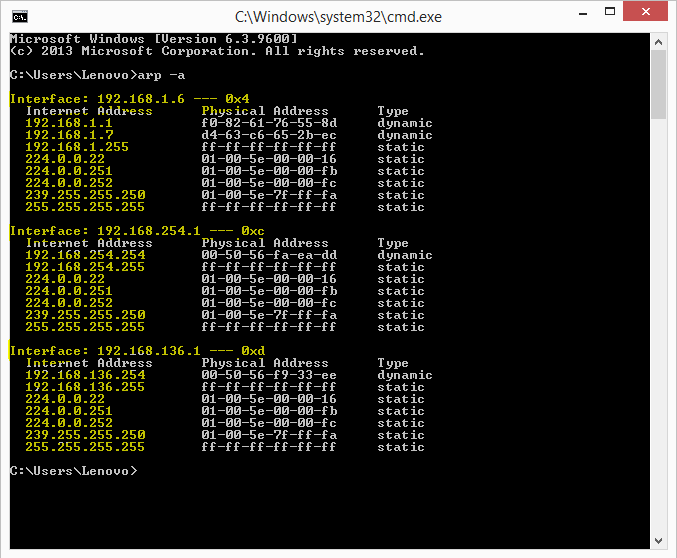 C:\Windows\system32\cmd.exe
Microsoft Windows [Version 6.3.9600]
(c) 2013 Microsoft Corporation. All rights reserved.
C:\Users\Lenovo>arp -a
Interface: 192.168.1.6 --- 0x4
Internet Address Physical Address Type
192.168.1.1 f0-82-61-76-55-8d dynamic
192.168.1.7 d4-63-c6-65-2b-ec dynamic
192.168.1.255 ff-ff-ff-ff-ff-ff static
224.0.0.22 01-00-5e-00-00-16 static
224.0.0.251 01-00-5e-00-00-fb static
224.0.0.252 01-00-5e-00-00-fc static
239.255.255.250 01-00-5e-7f-ff-fa static
255.255.255.255 ff-ff-ff-ff-ff-ff static
Interface: 192.168.254.1 --- 0xc
Internet Address Physical Address Type
192.168.254.254 00-50-56-fa-ea-dd dynamic
192.168.254.255 ff-ff-ff-ff-ff-ff static
224.0.0.22 01-00-5e-00-00-16 static
224.0.0.251 01-00-5e-00-00-fb static
224.0.0.252 01-00-5e-00-00-fc static
239.255.255.250 01-00-5e-7f-ff-fa static
255.255.255.255 ff-ff-ff-ff-ff-ff static
Interface: 192.168.136.1 --- 0xd
Internet Address Physical Address Type
192.168.136.254 00-50-56-f9-33-ee dynamic
192.168.136.255 ff-ff-ff-ff-ff-ff static
224.0.0.22 01-00-5e-00-00-16 static
224.0.0.251 01-00-5e-00-00-fb static
224.0.0.252 01-00-5e-00-00-fc static
239.255.255.250 01-00-5e-7f-ff-fa static
255.255.255.255 ff-ff-ff-ff-ff-ff static
C:\Users\Lenovo>